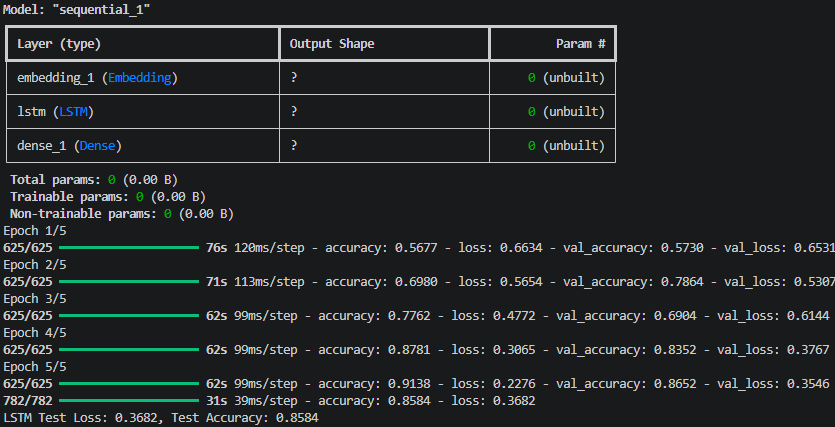 Model: "sequential_1"
Layer (type) Output Shape Param #
embedding_1 (Embedding) ? 0 (unbuilt)
lstm (LSTM) ? 0 (unbuilt)
dense_1 (Dense) ? 0 (unbuilt)
Total params: 0 (0.00 B)
Trainable params: 0 (0.00 B)
Non-trainable params: 0 (0.00 B)
Epoch 1/5
625/625 76s 120ms/step - accuracy: 0.5677 - loss: 0.6634 - val_accuracy: 0.5730 - val_loss: 0.6531
Epoch 2/5
625/625 71s 113ms/step - accuracy: 0.6980 - loss: 0.5654 - val_accuracy: 0.7864 - val_loss: 0.5307
Epoch 3/5
625/625 62s 99ms/step - accuracy: 0.7762 - loss: 0.4772 - val_accuracy: 0.6904 - val_loss: 0.6144
Epoch 4/5
625/625 62s 99ms/step - accuracy: 0.8781 - loss: 0.3065 - val_accuracy: 0.8352 - val_loss: 0.3767
Epoch 5/5
625/625 62s 99ms/step - accuracy: 0.9138 - loss: 0.2276 - val_accuracy: 0.8652 - val_loss: 0.3546
782/782 31s 39ms/step - accuracy: 0.8584 - loss: 0.3682
LSTM Test Loss: 0.3682, Test Accuracy: 0.8584